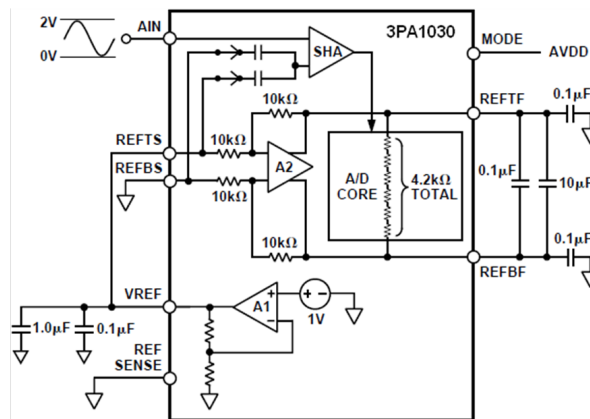 2V
0V
AIN
SHA
3PA1030
MODE
AVDD
10kΩ
REFTF
0.1µF
REFTS
10kΩ
REFBS
A2
A/D
CORE
4.2kΩ
TOTAL
0.1µF
10µF
10kΩ
10kΩ
0.1µF
REFBF
VREF
A1
+
−
+ −
1V
1.0µF
0.1µF
REF
SENSE